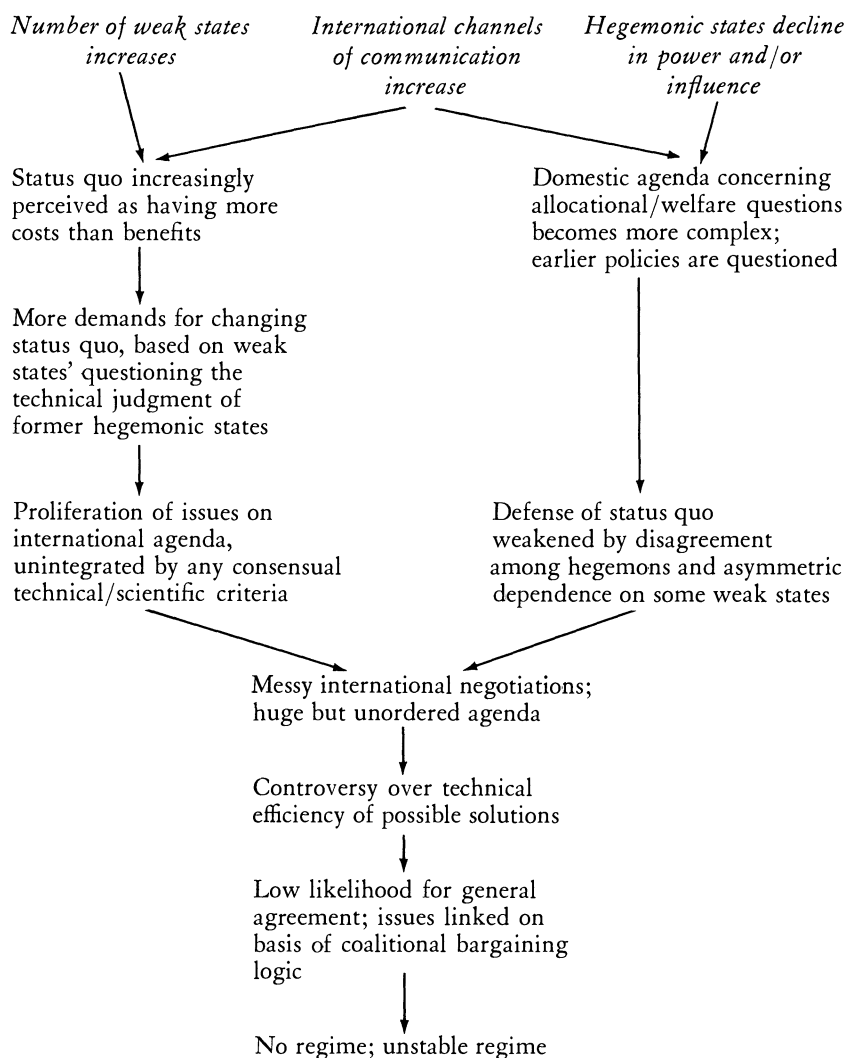 Number of weak states
increases
International channels
of communication
increase
Hegemonic states decline
in power and/or
influence
Status quo increasingly
perceived as having more
costs than benefits
Domestic agenda concerning
allocational/welfare questions
becomes more complex;
earlier policies are questioned
More demands for changing
status quo, based on weak
states' questioning the
technical judgment of
former hegemonic states
Proliferation of issues on
international agenda,
unintegrated by any consensual
technical/scientific criteria
Defense of status quo
weakened by disagreement
among hegemons and asymmetric
dependence on some weak states
Messy international negotiations;
huge but unordered agenda
Controversy over technical
efficiency of possible solutions
Low likelihood for general
agreement; issues linked on
basis of coalitional bargaining
logic
No regime; unstable regime